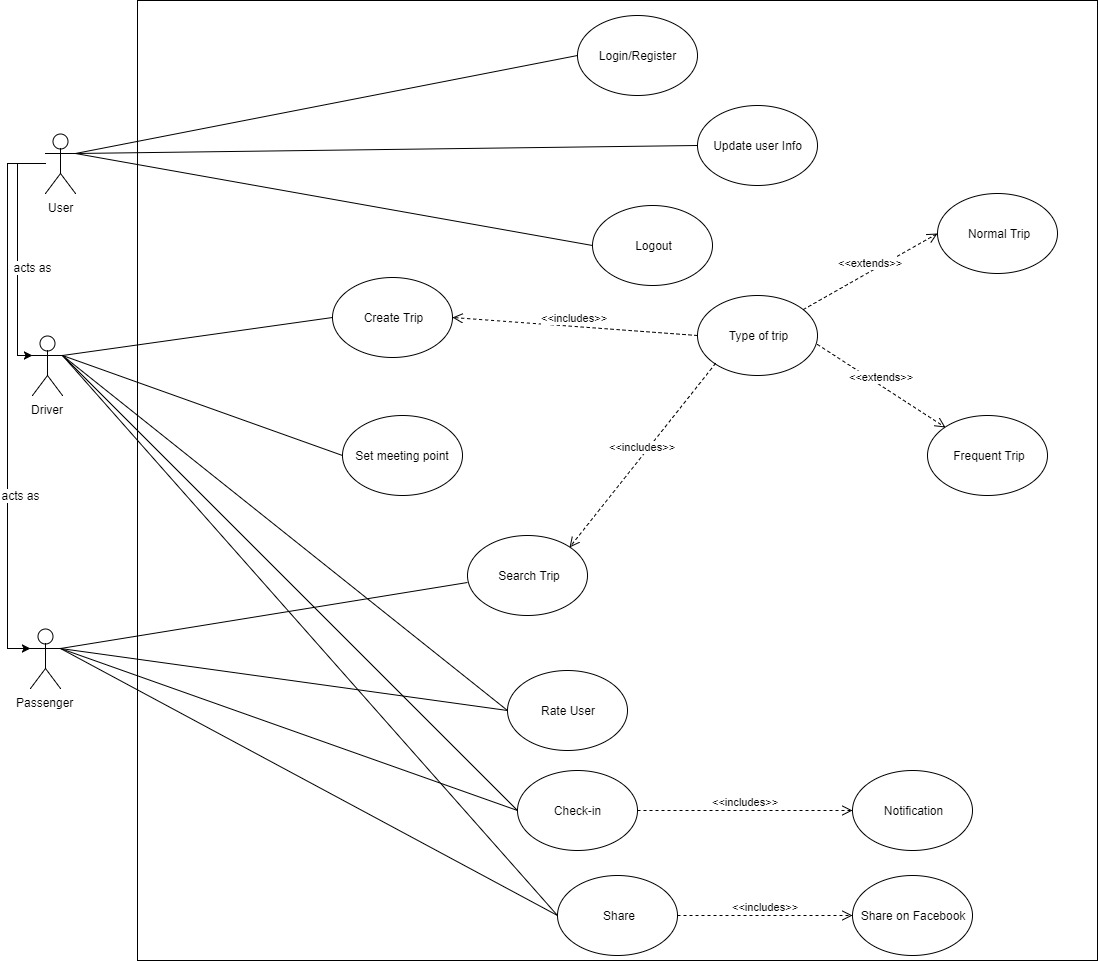 Login/Register
Update user Info
User
Normal Trip
Logout
<<extends>>
acts as
Create Trip
<<includes>>
Type of trip
<<extends>>
Driver
<<includes>>
Set meeting point
Frequent Trip
acts as
Search Trip
Passenger
Rate User
<<includes>>
Check-in
Notification
<<includes>>
Share
Share on Facebook